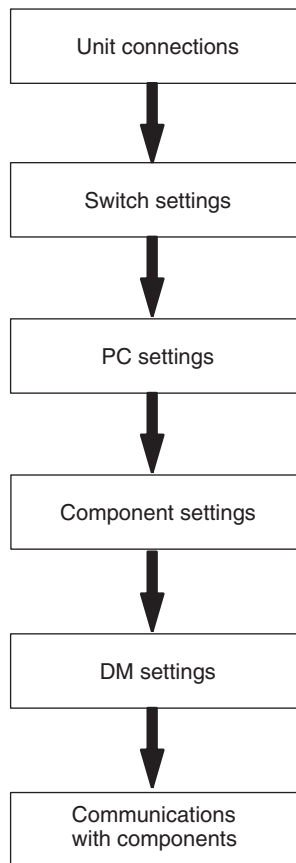 Unit connections
Switch settings
PC settings
Component settings
DM settings
Communications
with components